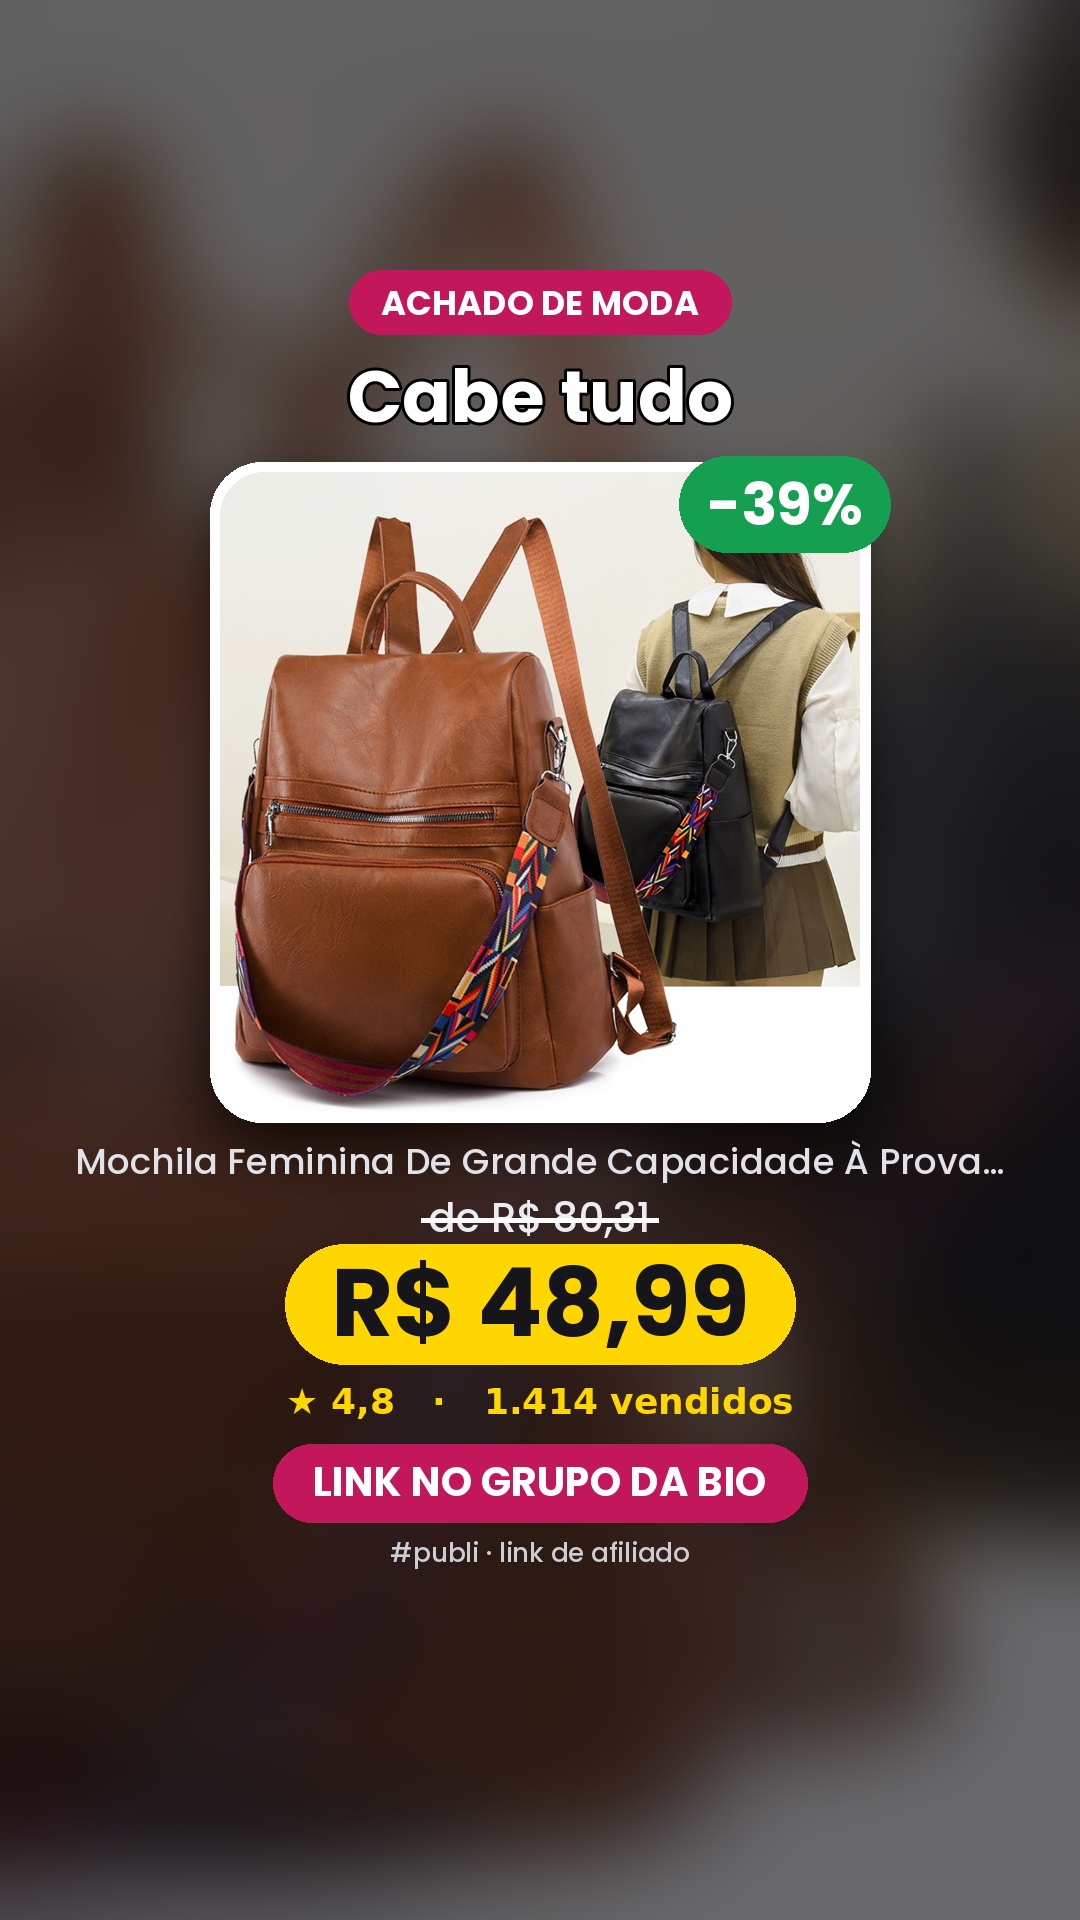 ACHADO DE MODA
Cabe tudo
-39%
Mochila Feminina De Grande Capacidade À Prova...
de R$ 80,31
R$ 48,99
★ 4,8 · 1.414 vendidos
LINK NO GRUPO DA BIO
#publi · link de afiliado